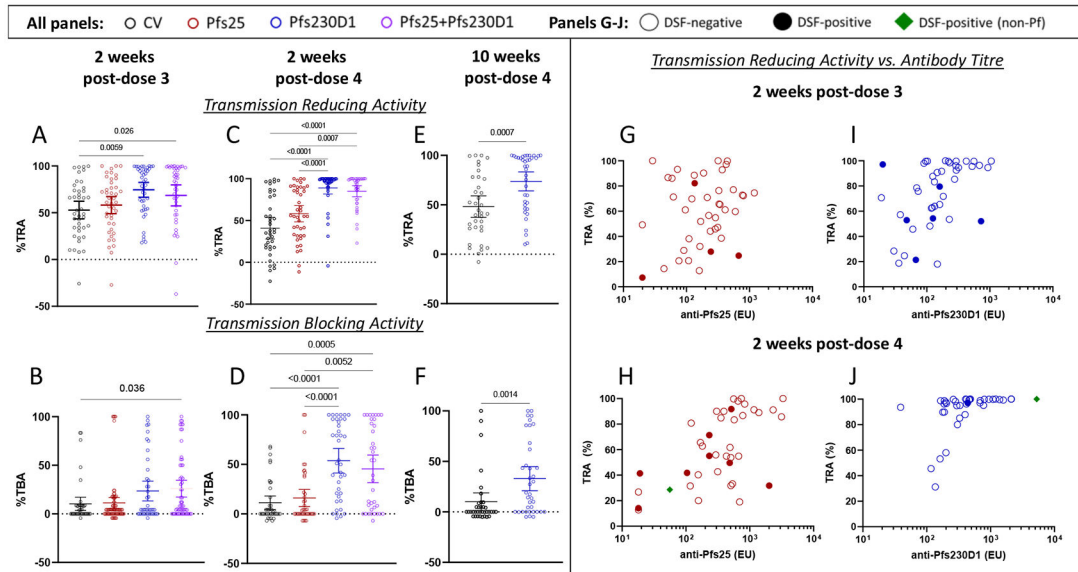 All panels: CV Pfs25 Pfs230D1 Pfs25+Pfs230D1 Panels G-J: DSF-negative DSF-positive DSF-positive (non-Pf)
2 weeks
post-dose 3
2 weeks
post-dose 4
10 weeks
post-dose 4
Transmission Reducing Activity
A
0.026
0.0059
%TRA
100
50
0
-50
C
<0.0001
0.0007
<0.0001
<0.0001
%TRA
100
50
0
-50
E
0.0007
%TRA
100
50
0
-50
Transmission Blocking Activity
B
0.036
%TBA
100
50
0
-50
D
0.0005
0.0052
<0.0001
<0.0001
%TBA
100
50
0
-50
F
0.0014
%TBA
100
50
0
-50
Transmission Reducing Activity vs. Antibody Titre
2 weeks post-dose 3
G
TRA (%)
100
80
60
40
20
0
10¹ 10² 10³ 10⁴
anti-Pfs25 (EU)
I
TRA (%)
100
80
60
40
20
0
10¹ 10² 10³ 10⁴
anti-Pfs230D1 (EU)
2 weeks post-dose 4
H
TRA (%)
100
80
60
40
20
0
10¹ 10² 10³ 10⁴
anti-Pfs25 (EU)
J
TRA (%)
100
80
60
40
20
0
10¹ 10² 10³ 10⁴
anti-Pfs230D1 (EU)